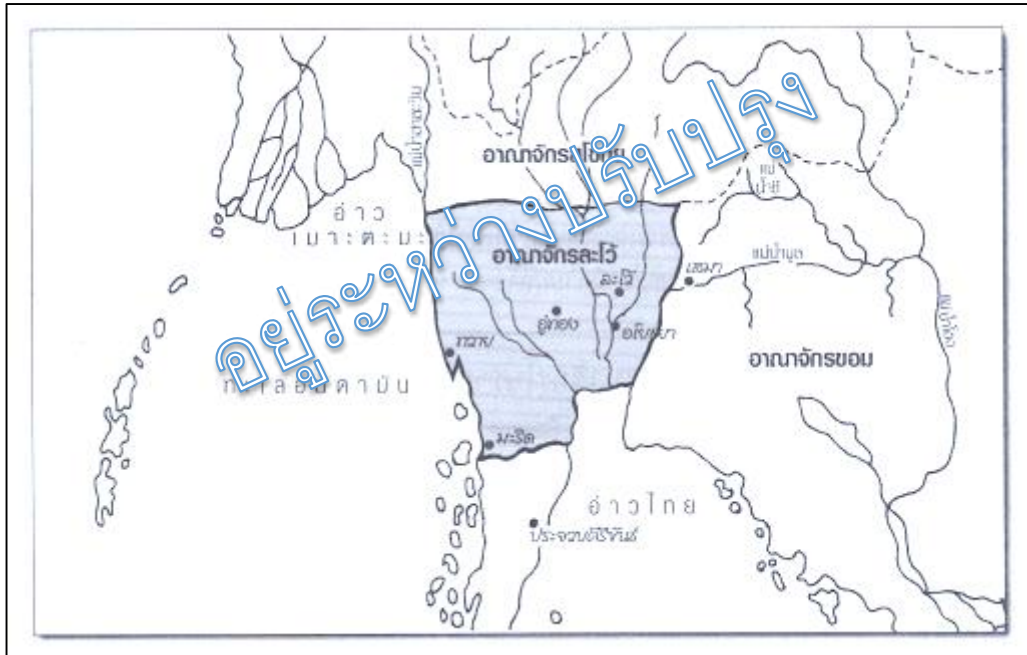 แม่น้ำสาละวิน
อาณาจักรสุโขทัย
แม่
น้ำชี
อ่าว
เมาะตะมะ
อาณาจักรละโว้
แม่น้ำมูล
เสมา
ละโว้
อู่ทอง
อโยธยา
แม่น้ำโขง
ทวาย
อาณาจักรขอม
ทะเลอันดามัน
มะริด
อ่าวไทย
ประจวบคีรีขันธ์
อยู่ระหว่างปรับปรุง